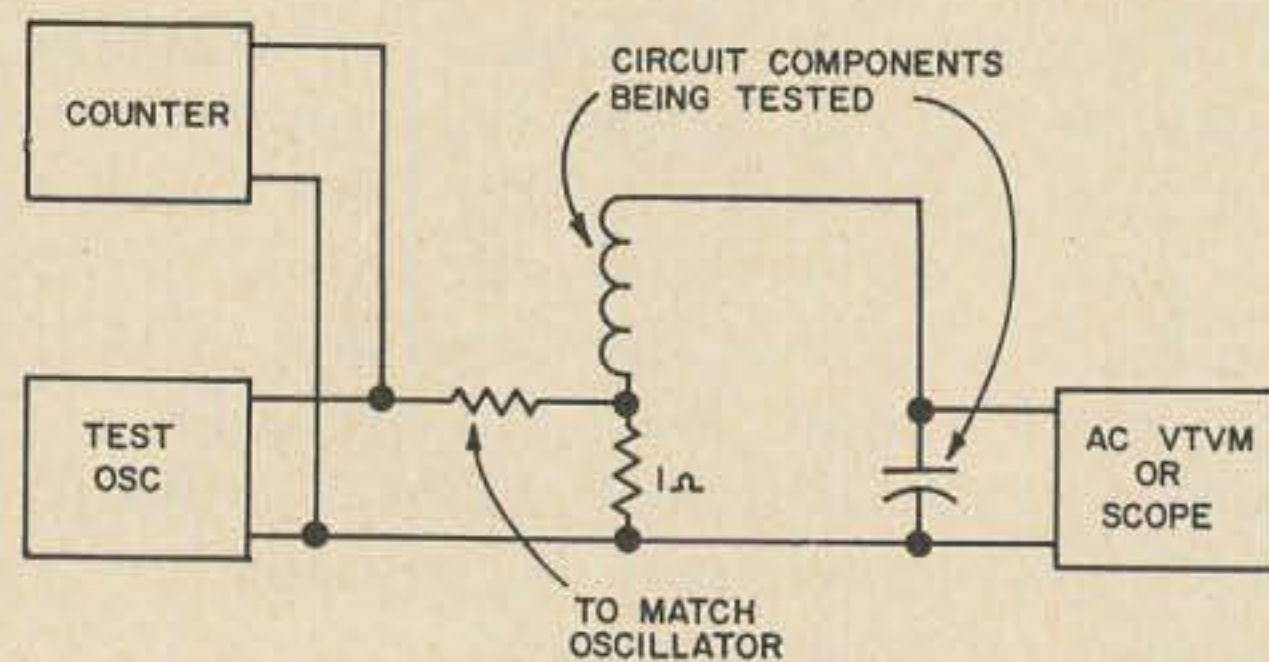 COUNTER
CIRCUIT COMPONENTS
BEING TESTED
TEST
OSC
1Ω
AC VTVM
OR
SCOPE
TO MATCH
OSCILLATOR